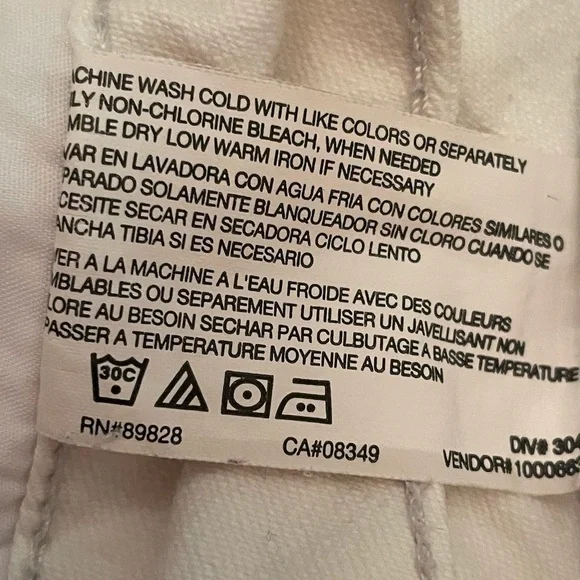 CHINE WASH COLD WITH LIKE COLORS OR SEPARATELY
LY NON-CHLORINE BLEACH, WHEN NEEDED
MBLE DRY LOW WARM IRON IF NECESSARY
VAR EN LAVADORA CON AGUA FRIA CON COLORES SIMILARES O
PARADO SOLAMENTE BLANQUEADOR SIN CLORO CUANDO SE
CESITE SECAR EN SECADORA CICLO LENTO
ANCHA TIBIA SI ES NECESARIO
VER A LA MACHINE A L'EAU FROIDE AVEC DES COULEURS
MBLABLES OU SEPAREMENT UTILISER UN JAVELLISANT NON
LORE AU BESOIN SECHAR PAR CULBUTAGE A BASSE TEMPERATURE
PASSER A TEMPERATURE MOYENNE AU BESOIN
30C
RN#89828 CA#08349 DIV# 304
VENDOR# 1000663